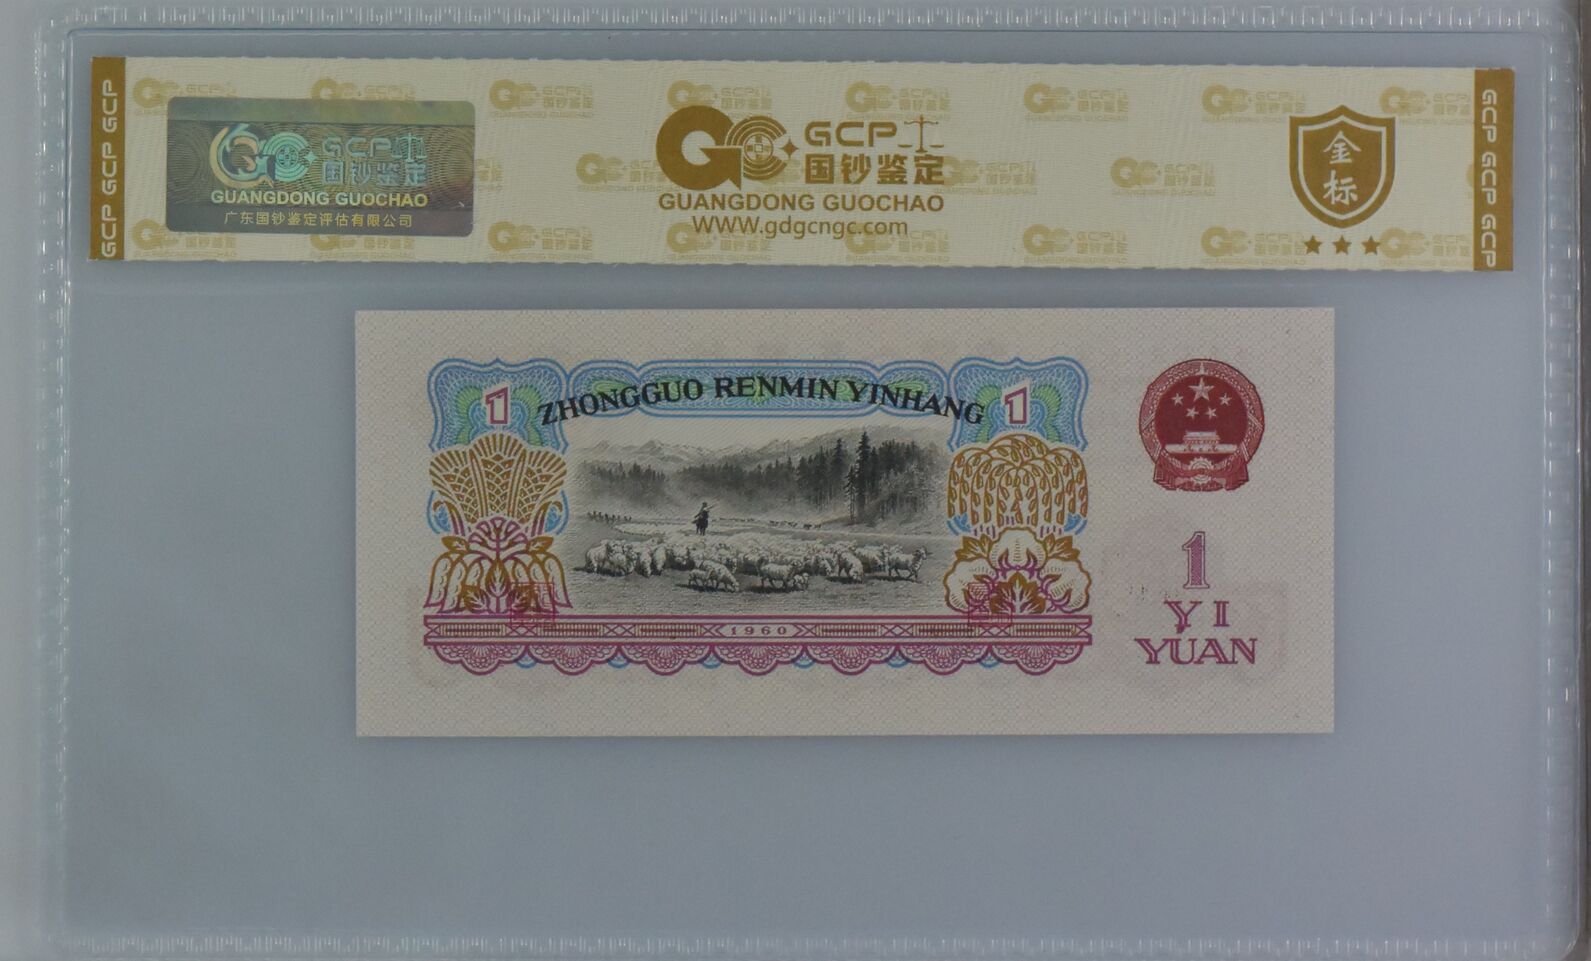 GCP GCP GCP
GCP
国钞鉴定
GUANGDONG GUOCHAO
广东国钞鉴定评估有限公司
GCP
国钞鉴定
GUANGDONG GUOCHAO
WWW.gdgcngc.com
金标
GCP GCP GCP
1
ZHONGGUO RENMIN YINHANG
1
1960
1
YI
YUAN